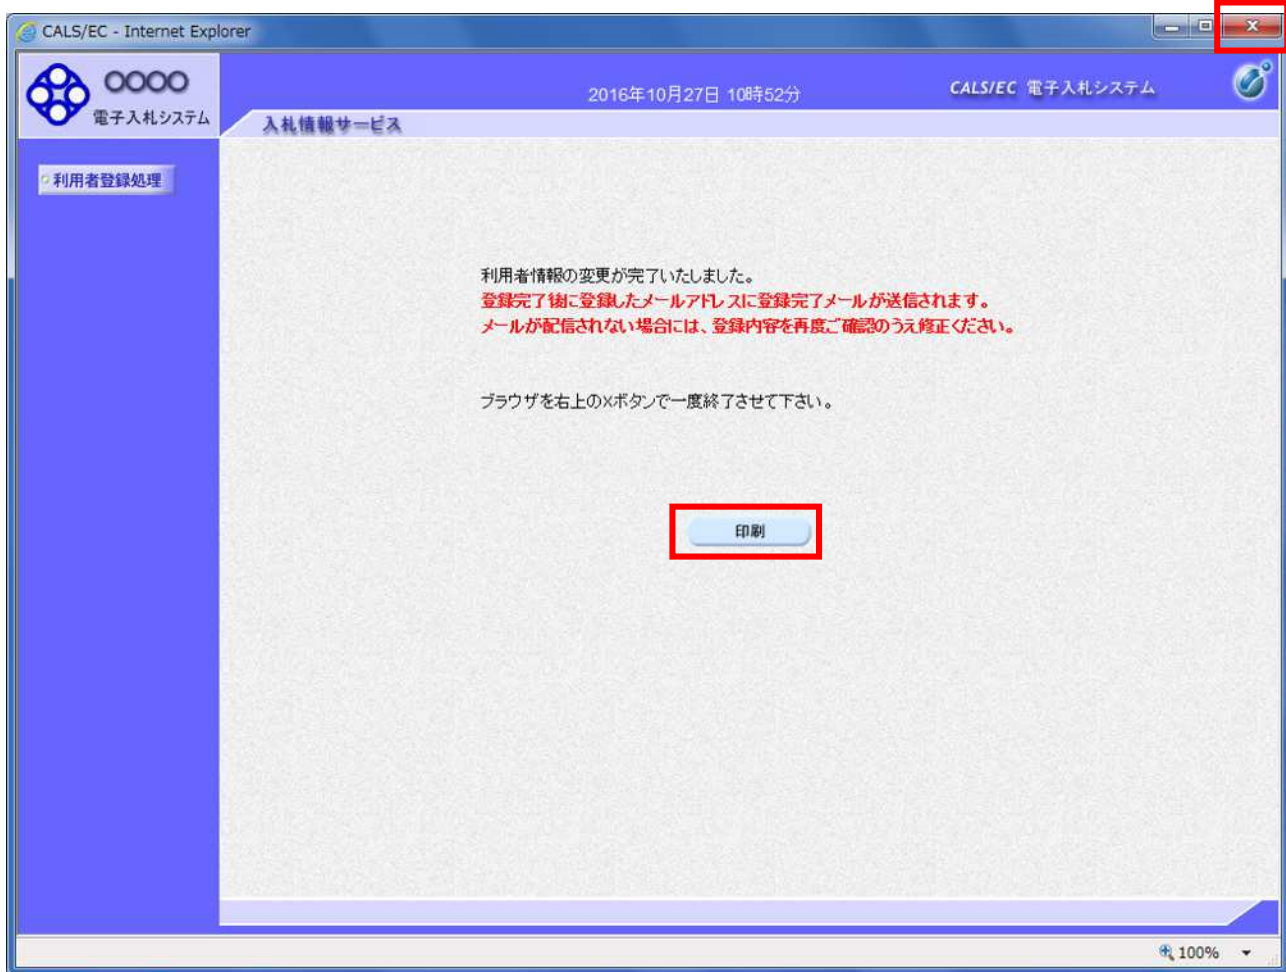 CALS/EC - Internet Explorer
○○○○
電子入札システム
2016年10月27日 10時52分
CALS/EC 電子入札システム
入札情報サービス
利用者登録処理
利用者情報の変更が完了いたしました。
登録完了後に登録したメールアドレスに登録完了メールが送信されます。
メールが配信されない場合には、登録内容を再度ご確認のうえ修正ください。
ブラウザを右上の×ボタンで一度終了させて下さい。
印刷
100%